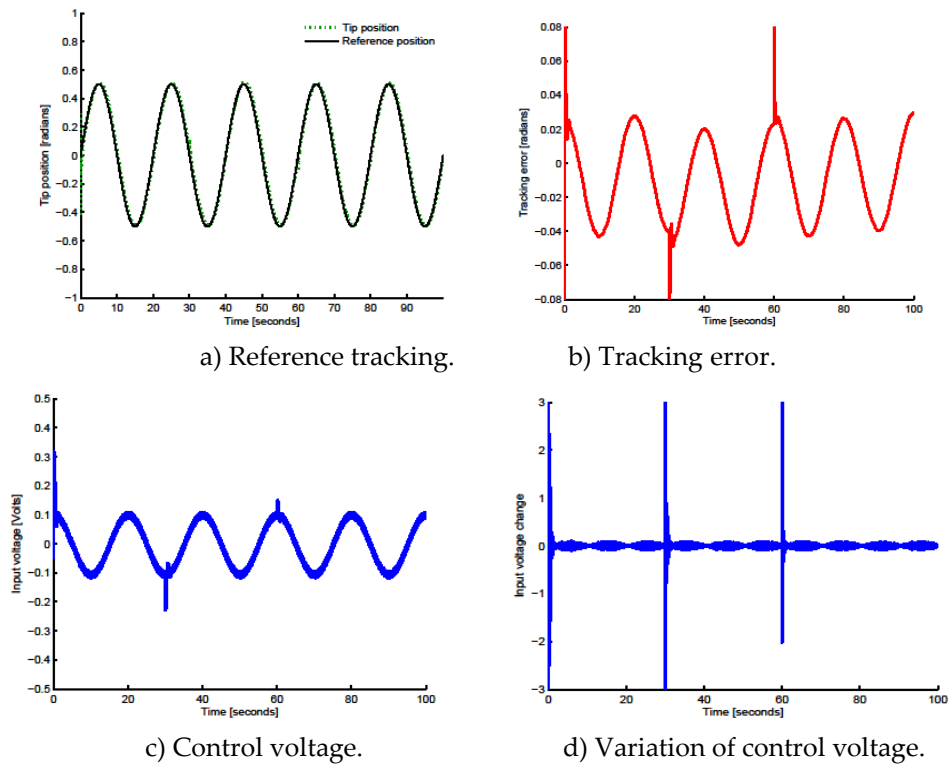 Tip position
Reference position
Tip position [radians]
1
0.8
0.6
0.4
0.2
0
−0.2
−0.4
−0.6
−0.8
−1
0 10 20 30 40 50 60 70 80 90
Time [seconds]
a) Reference tracking.
Tracking error [radians]
0.08
0.06
0.04
0.02
0
−0.02
−0.04
−0.06
−0.08
0 20 40 60 80 100
Time [seconds]
b) Tracking error.
Input voltage [Volts]
0.5
0.4
0.3
0.2
0.1
0
−0.1
−0.2
−0.3
−0.4
−0.5
0 20 40 60 80 100
Time [seconds]
c) Control voltage.
Input voltage change
3
2
1
0
−1
−2
−3
0 20 40 60 80 100
Time [seconds]
d) Variation of control voltage.